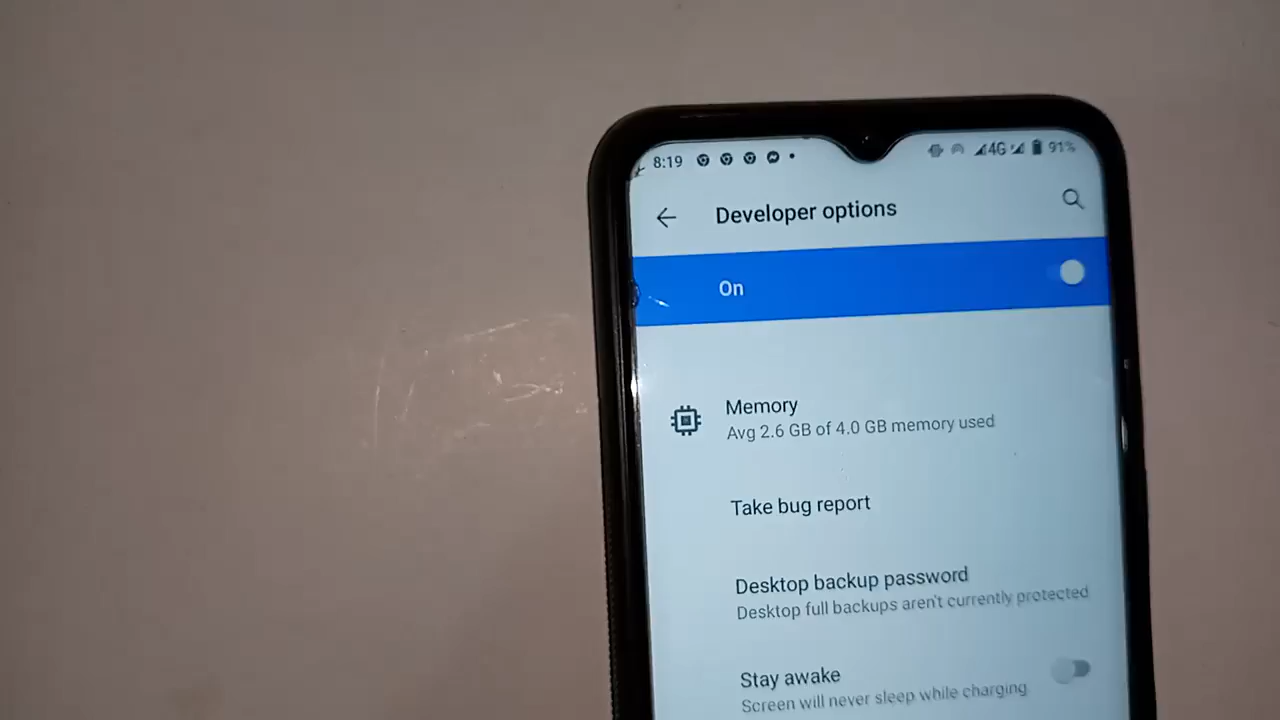 8:19 4G 91%
Developer options
On
Memory
Avg 2.6 GB of 4.0 GB memory used
Take bug report
Desktop backup password
Desktop full backups aren't currently protected
Stay awake
Screen will never sleep while charging